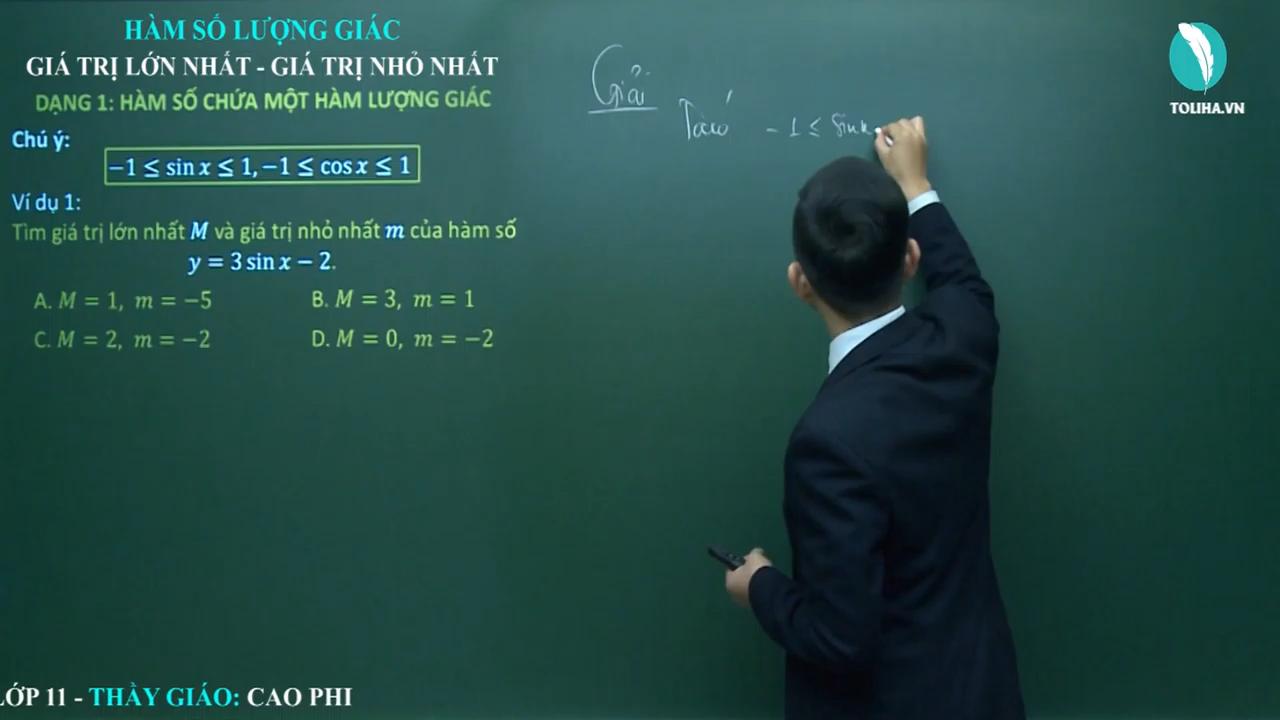 HÀM SỐ LƯỢNG GIÁC
GIÁ TRỊ LỚN NHẤT - GIÁ TRỊ NHỎ NHẤT
DẠNG 1: HÀM SỐ CHỨA MỘT HÀM LƯỢNG GIÁC
Chú ý:
−1 ≤ sin x ≤ 1, −1 ≤ cos x ≤ 1
Ví dụ 1:
Tìm giá trị lớn nhất M và giá trị nhỏ nhất m của hàm số
y = 3 sin x − 2.
A. M = 1, m = −5
B. M = 3, m = 1
C. M = 2, m = −2
D. M = 0, m = −2
Giải
Ta có − 1 ≤ sinx
TOLIHA.VN
LỚP 11 - THẦY GIÁO: CAO PHI